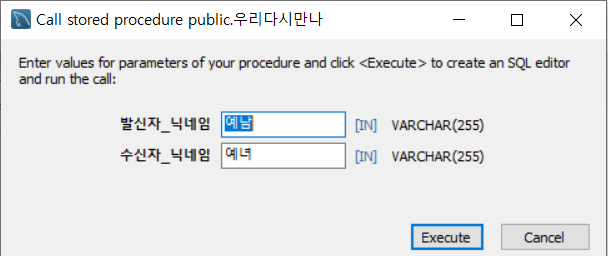 Call stored procedure public.우리다시만나
Enter values for parameters of your procedure and click <Execute> to create an SQL editor
and run the call:
발신자_닉네임 예남 [IN] VARCHAR(255)
수신자_닉네임 예녀 [IN] VARCHAR(255)
Execute Cancel